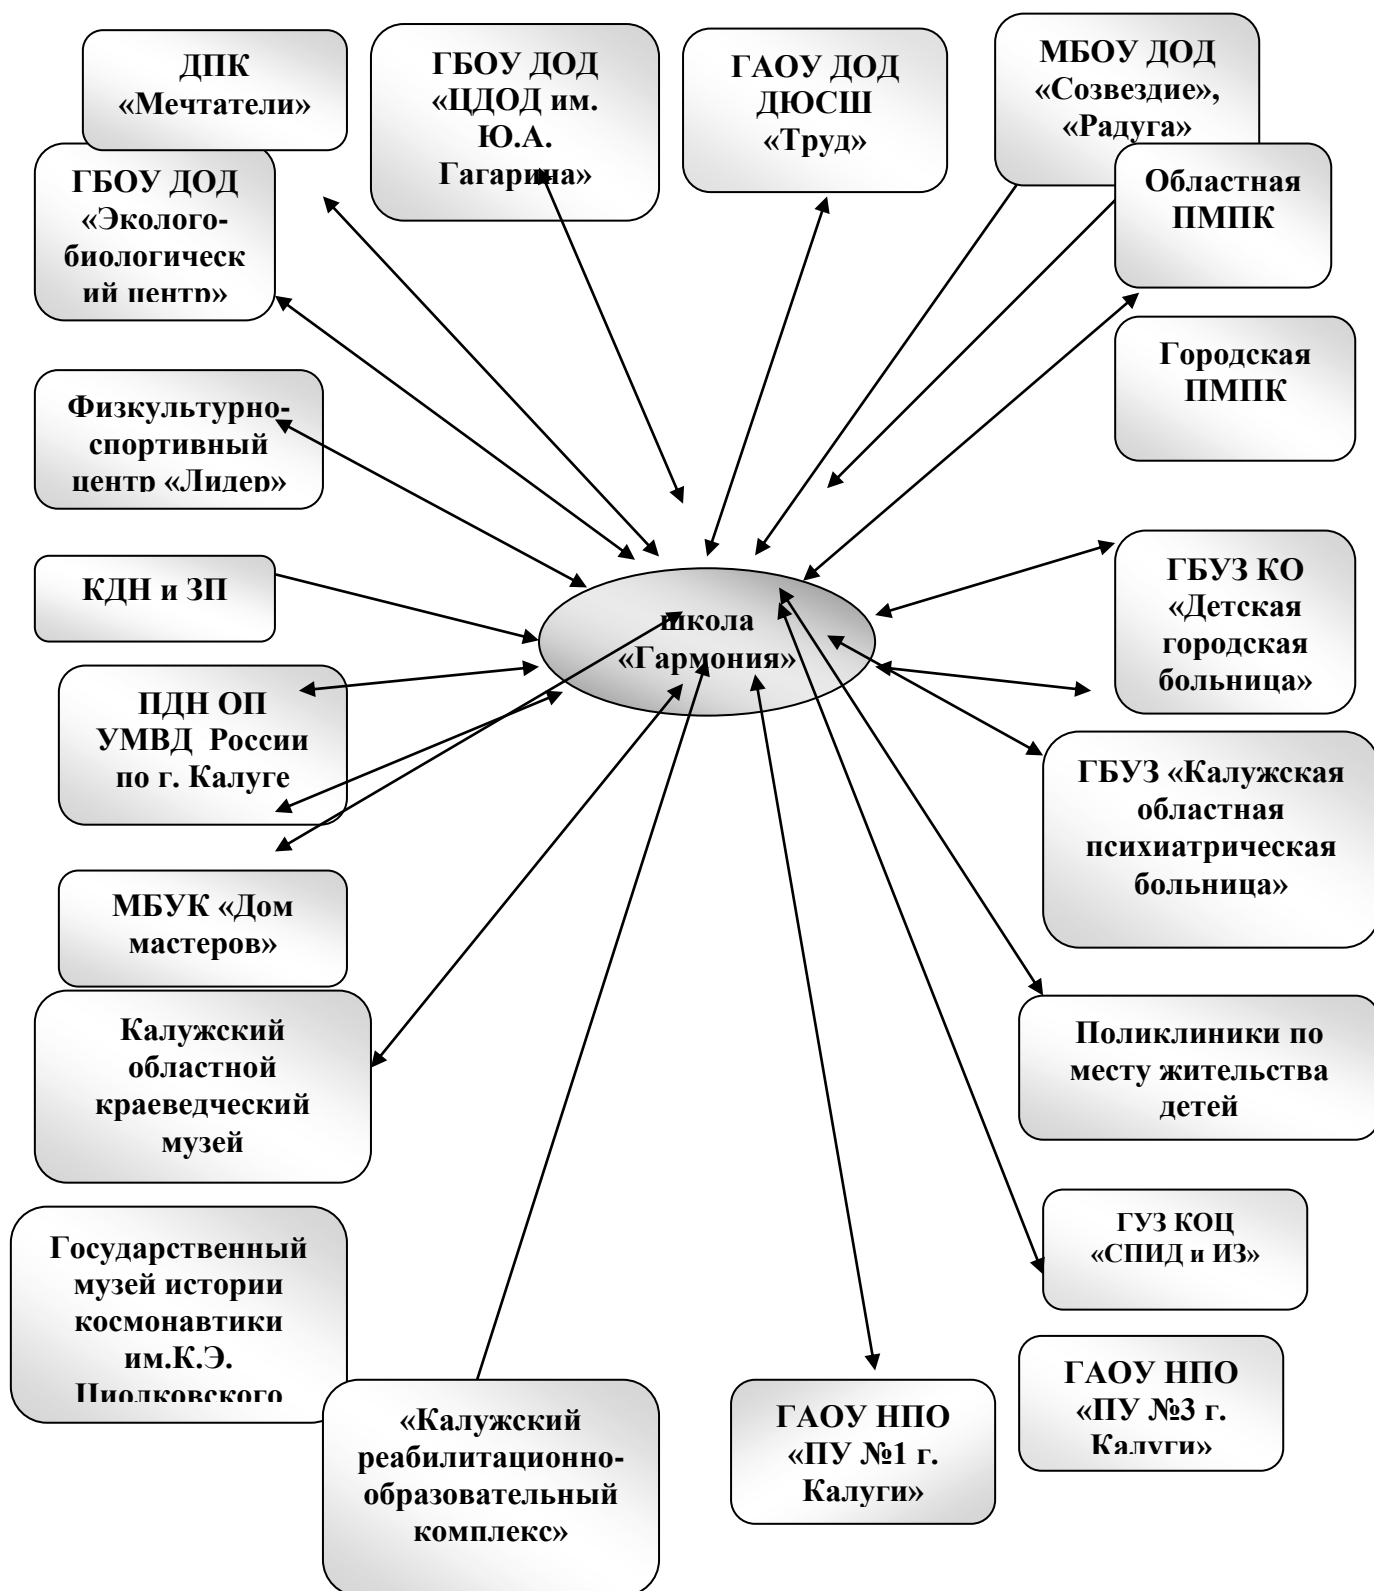 ДПК
«Мечтатели»
ГБОУ ДОД
«ЦДОД им.
Ю.А.
Гагарина»
ГАОУ ДОД
ДЮСШ
«Труд»
МБОУ ДОД
«Созвездие»,
«Радуга»
ГБОУ ДОД
«Эколого-
биологическ
ий центр»
Областная
ПМПК
Городская
ПМПК
Физкультурно-
спортивный
центр «Лидер»
КДН и ЗП
школа
«Гармония»
ГБУЗ КО
«Детская
городская
больница»
ПДН ОП
УМВД  России
по г. Калуге
ГБУЗ «Калужская
областная
психиатрическая
больница»
МБУК «Дом
мастеров»
Калужский
областной
краеведческий
музей
Поликлиники по
месту жительства
детей
Государственный
музей истории
космонавтики
им.К.Э.
Циолковского
ГУЗ КОЦ
«СПИД и ИЗ»
«Калужский
реабилитационно-
образовательный
комплекс»
ГАОУ НПО
«ПУ №1 г.
Калуги»
ГАОУ НПО
«ПУ №3 г.
Калуги»